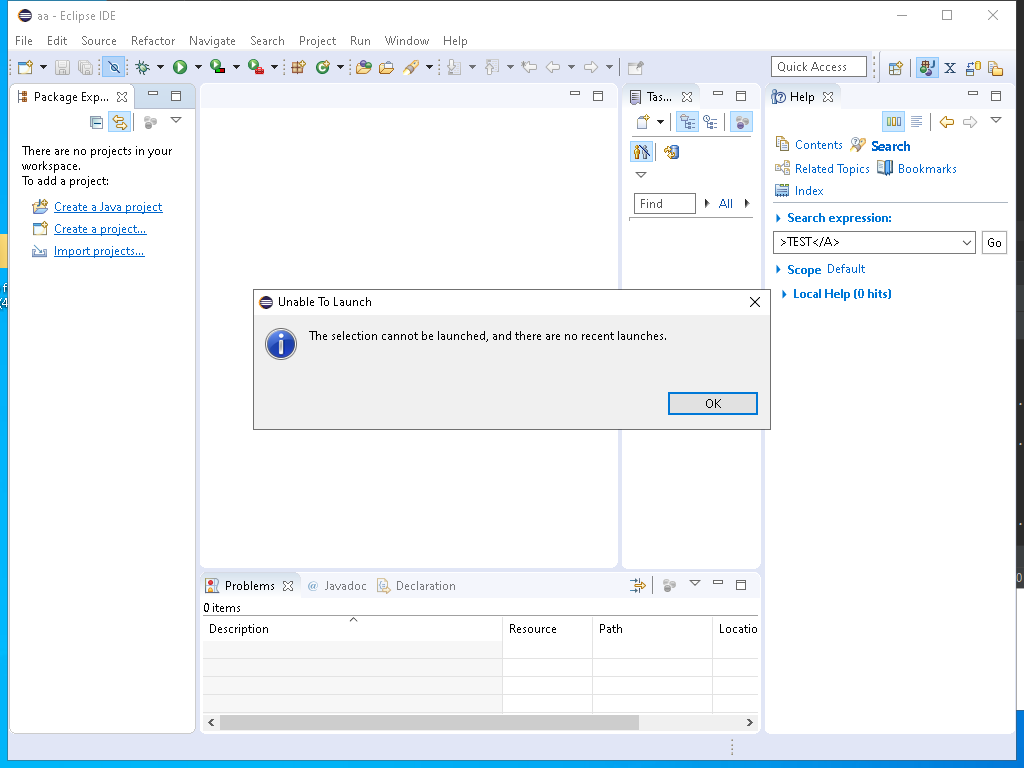 aa - Eclipse IDE
File Edit Source Refactor Navigate Search Project Run Window Help
Quick Access
Package Exp...
There are no projects in your
workspace.
To add a project:
Create a Java project
Create a project...
Import projects...
Tas...
Find
All
Help
Contents
Search
Related Topics
Bookmarks
Index
Search expression:
>TEST</A>
Go
Scope Default
Local Help (0 hits)
Unable To Launch
The selection cannot be launched, and there are no recent launches.
OK
Problems
@ Javadoc
Declaration
0 items
Description Resource Path Locatio